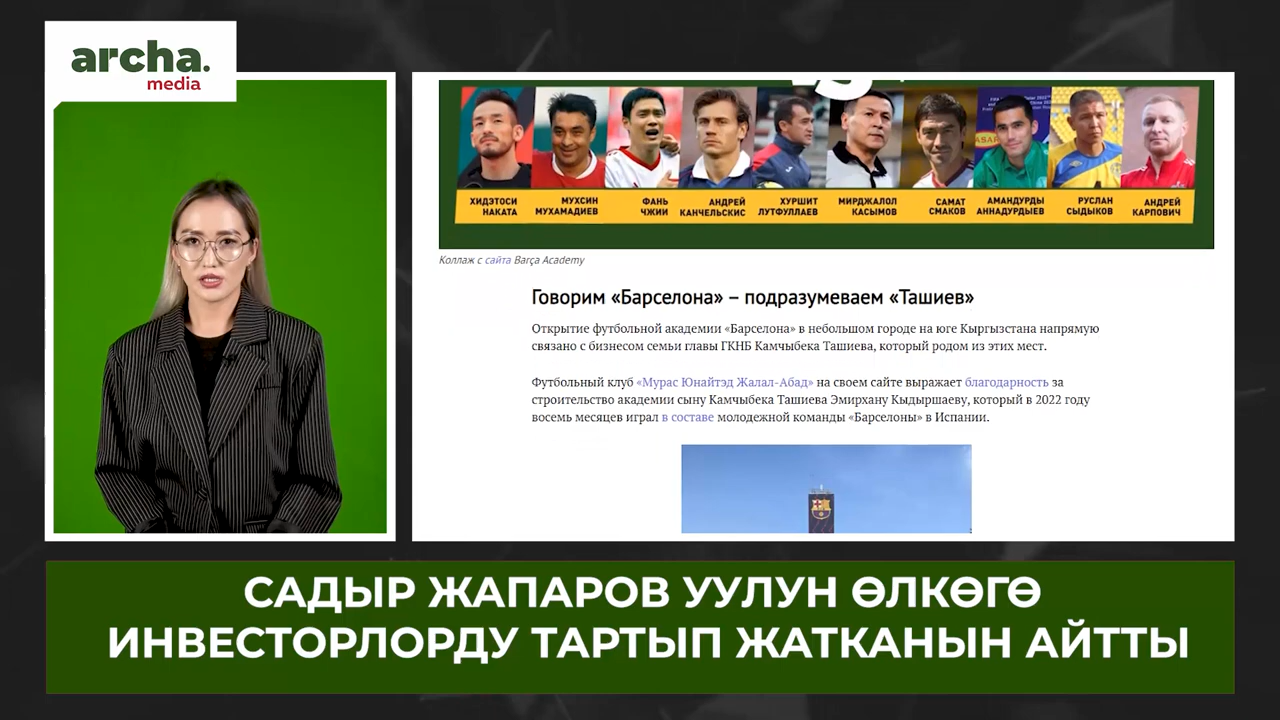 archa.
media
ХИДЭТОСИ
НАКАТА
МУХСИН
МУХАМАДИЕВ
ФАНЬ
ЧЖИИ
АНДРЕЙ
КАНЧЕЛЬСКИС
ХУРШИТ
ЛУТФУЛЛАЕВ
МИРДЖАЛОЛ
КАСЫМОВ
САМАТ
СМАКОВ
АМАНДУРДЫ
АННАДУРДЫЕВ
РУСЛАН
СЫДЫКОВ
АНДРЕЙ
КАРПОВИЧ
Коллаж с сайта Barça Academy
Говорим «Барселона» – подразумеваем «Ташиев»
Открытие футбольной академии «Барселона» в небольшом городе на юге Кыргызстана напрямую
связано с бизнесом семьи главы ГКНБ Камчыбека Ташиева, который родом из этих мест.
Футбольный клуб «Мурас Юнайтэд Жалал-Абад» на своем сайте выражает благодарность за
строительство академии сыну Камчыбека Ташиева Эмирхану Кыдыршаеву, который в 2022 году
восемь месяцев играл в составе молодежной команды «Барселоны» в Испании.
САДЫР ЖАПАРОВ УУЛУН ӨЛКӨГӨ
ИНВЕСТОРЛОРДУ ТАРТЫП ЖАТКАНЫН АЙТТЫ